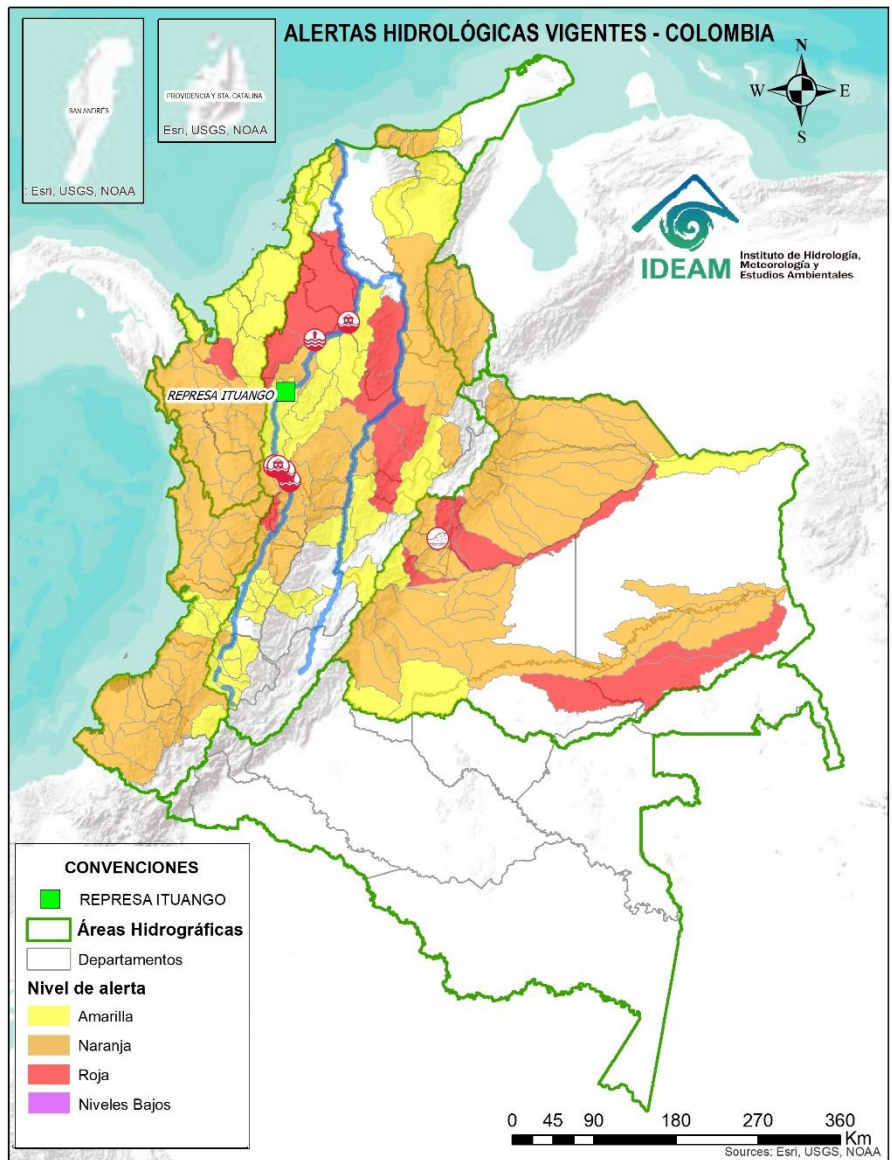 ALERTAS HIDROLÓGICAS VIGENTES - COLOMBIA
SAN ANDRÉS
: Esri, USGS, NOAA
PROVIDENCIA Y STA. CATALINA
Esri, USGS, NOAA
N
W
E
S
IDEAM
Instituto de Hidrología,
Meteorología y
Estudios Ambientales
REPRESA ITUANGO
CONVENCIONES
REPRESA ITUANGO
Áreas Hidrográficas
Departamentos
Nivel de alerta
Amarilla
Naranja
Roja
Niveles Bajos
0 45 90 180 270 360
Km
Sources: Esri, USGS, NOAA